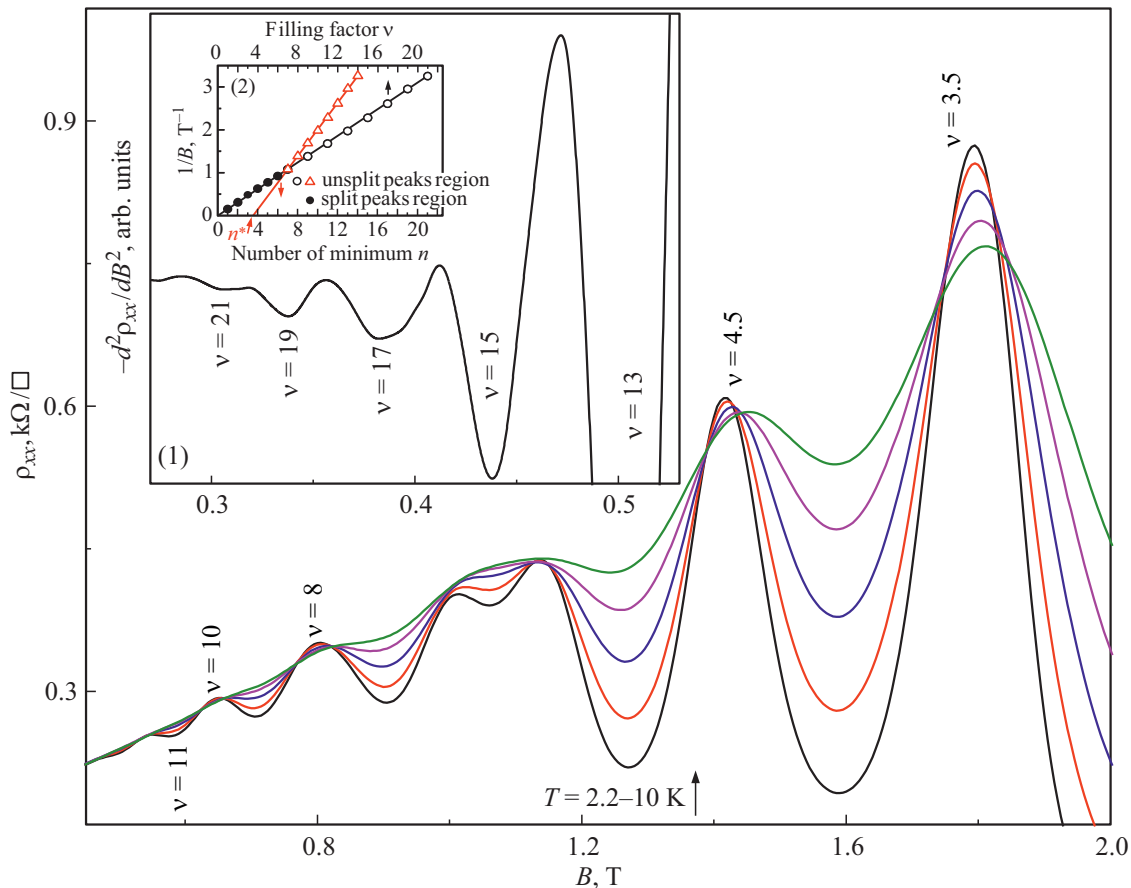 Filling factor ν
0 4 8 12 16 20
(2)
3
2
1
0
1/B, T⁻¹
unsplit peaks region
split peaks region
n*
0 4 8 12 16 20
Number of minimum n
–d²ρxx/dB², arb. units
ν = 21
ν = 19
ν = 17
ν = 15
ν = 13
(1)
0.3 0.4 0.5
ν = 3.5
ν = 4.5
ν = 8
ν = 10
ν = 11
T = 2.2–10 K
0.9
0.6
0.3
ρxx, kΩ/□
0.8 1.2 1.6 2.0
B, T